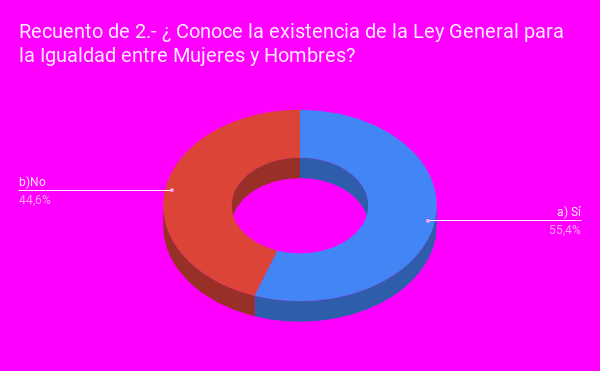 Recuento de 2.- ¿ Conoce la existencia de la Ley General para
la Igualdad entre Mujeres y Hombres?
b)No
44,6%
a) Sí
55,4%